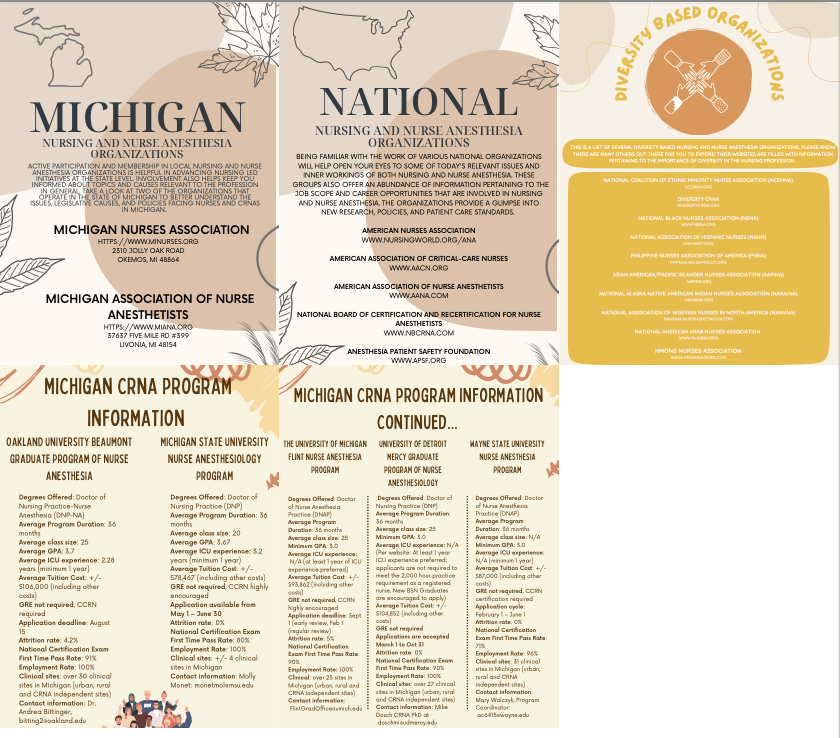 MICHIGAN
NURSING AND NURSE ANESTHESIA
ORGANIZATIONS
ACTIVE PARTICIPATION AND MEMBERSHIP IN LOCAL NURSING AND NURSE
ANESTHESIA ORGANIZATIONS IS HELPFUL IN ADVANCING NURSING LED
INITIATIVES AT THE STATE LEVEL. INVOLVEMENT ALSO HELPS KEEP YOU
INFORMED ABOUT TOPICS AND CAUSES RELEVANT TO THE PROFESSION
IN GENERAL. TAKE A LOOK AT TWO OF THE ORGANIZATIONS THAT
OPERATE IN THE STATE OF MICHIGAN TO BETTER UNDERSTAND THE
ISSUES, LEGISLATIVE CAUSES, AND POLICIES FACING NURSES AND CRNAS
IN MICHIGAN.
MICHIGAN NURSES ASSOCIATION
HTTPS://WWW.MINURSES.ORG
2310 JOLLY OAK ROAD
OKEMOS, MI 48864
MICHIGAN ASSOCIATION OF NURSE
ANESTHETISTS
HTTPS://WWW.MIANA.ORG
37637 FIVE MILE RD #399
LIVONIA, MI 48154
NATIONAL
NURSING AND NURSE ANESTHESIA
ORGANIZATIONS
BEING FAMILIAR WITH THE WORK OF VARIOUS NATIONAL ORGANIZATIONS
WILL HELP OPEN YOUR EYES TO SOME OF TODAY'S RELEVANT ISSUES AND
INNER WORKINGS OF BOTH NURSING AND NURSE ANESTHESIA. THESE
GROUPS ALSO OFFER AN ABUNDANCE OF INFORMATION PERTAINING TO THE
JOB SCOPE AND CAREER OPPORTUNITIES THAT ARE INVOLVED IN NURSING
AND NURSE ANESTHESIA. THE ORGANIZATIONS PROVIDE A GLIMPSE INTO
NEW RESEARCH, POLICIES, AND PATIENT CARE STANDARDS.
AMERICAN NURSES ASSOCIATION
WWW.NURSINGWORLD.ORG/ANA
AMERICAN ASSOCIATION OF CRITICAL-CARE NURSES
WWW.AACN.ORG
AMERICAN ASSOCIATION OF NURSE ANESTHETISTS
WWW.AANA.COM
NATIONAL BOARD OF CERTIFICATION AND RECERTIFICATION FOR NURSE
ANESTHETISTS
WWW.NBCRNA.COM
ANESTHESIA PATIENT SAFETY FOUNDATION
WWW.APSF.ORG
DIVERSITY BASED ORGANIZATIONS
THIS IS A LIST OF SEVERAL DIVERSITY BASED NURSING AND NURSE ANESTHESIA ORGANIZATIONS. PLEASE KNOW
THERE ARE MANY OTHERS OUT THERE FOR YOU TO EXPOSE! THEIR WEBSITES ARE FILLED WITH INFORMATION
PERTAINING TO THE IMPORTANCE OF DIVERSITY IN THE NURSING PROFESSION.
NATIONAL COALITION OF ETHNIC MINORITY NURSE ASSOCIATION (NCEMNA)
NCEMNA.ORG
DIVERSITY CRNA
DIVERSITYCRNA.ORG
NATIONAL BLACK NURSES ASSOCIATION (NBNA)
NBNA.ORG
NATIONAL ASSOCIATION OF HISPANIC NURSES (NAHN)
NAHNNET.ORG
PHILIPPINE NURSES ASSOCIATION OF AMERICA (PNNA)
ASIAN AMERICAN/PACIFIC ISLANDER NURSES ASSOCIATION (AAPINA)
AAPINA.ORG
NATIONAL ALASKA NATIVE AMERICAN INDIAN NURSES ASSOCIATION (NANAINA)
NANAINA.ORG
NATIONAL ASSOCIATION OF NIGERIAN NURSES IN NORTH AMERICA (NANNNA)
NATIONAL AMERICAN ARAB NURSES ASSOCIATION
HMONG NURSES ASSOCIATION
MICHIGAN CRNA PROGRAM
INFORMATION
OAKLAND UNIVERSITY BEAUMONT
GRADUATE PROGRAM OF NURSE
ANESTHESIA
Degrees Offered: Doctor of
Nursing Practice-Nurse
Anesthesia (DNP-NA)
Average Program Duration: 36
months
Average class size: 25
Average GPA: 3.7
Average ICU experience: 2.28
years (minimum 1 year)
Average Tuition Cost: +/-
$106,000 (including other
costs)
GRE not required, CCRN
required
Application deadline: August
15
Attrition rate: 4.2%
National Certification Exam
First Time Pass Rate: 91%
Employment Rate: 100%
Clinical sites: over 30 clinical
sites in Michigan (urban, rural
and CRNA independent sites)
Contact information: Dr.
Andrea Bittinger,
bitting2@oakland.edu
MICHIGAN STATE UNIVERSITY
NURSE ANESTHESIOLOGY
PROGRAM
Degrees Offered: Doctor of
Nursing Practice (DNP)
Average Program Duration: 36
months
Average class size: 20
Average GPA: 3.67
Average ICU experience: 3.2
years (minimum 1 year)
Average Tuition Cost: +/-
$78,467 (including other
costs)
GRE not required, CCRN highly
encouraged
Application available from
May 1 – June 30
Attrition rate: 0%
National Certification Exam
First Time Pass Rate: 80%
Employment Rate: 100%
Clinical sites: +/- 4 clinical
sites in Michigan
Contact information: Molly
Monet: monetmo@msu.edu
MICHIGAN CRNA PROGRAM INFORMATION
CONTINUED...
THE UNIVERSITY OF MICHIGAN
FLINT NURSE ANESTHESIA
PROGRAM
Degrees Offered: Doctor
of Nurse Anesthesia
Practice (DNAP)
Average Program
Duration: 36 months
Average class size: 25
Minimum GPA: 3.0
Average ICU experience:
N/A (at least 1 year of ICU
experience preferred)
Average Tuition Cost: +/-
$93,862 (including other
costs)
GRE not required, CCRN
highly encouraged
Application deadline: Sept
1 (early review, Feb 1
(regular review)
Attrition rate: 5%
National Certification
Exam First Time Pass Rate:
90%
Employment Rate: 100%
Clinical sites: over 25 sites in
Michigan (urban, rural and
CRNA independent sites)
Contact information:
FlintGradOffice@umich.edu
UNIVERSITY OF DETROIT
MERCY GRADUATE
PROGRAM OF NURSE
ANESTHESIOLOGY
Degrees Offered: Doctor of
Nursing Practice (DNP)
Average Program Duration:
36 months
Average class size: 25
Minimum GPA: 3.0
Average ICU experience: N/A
(Per website: At least 1 year
ICU experience preferred;
applicants are not required to
meet the 2,000 hour practice
requirement as a registered
nurse. New BSN Graduates
are encouraged to apply)
Average Tuition Cost: +/-
$104,852 (including other
costs)
GRE not required
Applications are accepted
March 1 to Oct 31
Attrition rate: 0%
National Certification Exam
First Time Pass Rate: 90%
Employment Rate: 100%
Clinical sites: over 27 clinical
sites in Michigan (urban, rural
and CRNA independent sites)
Contact information: Mike
Dosch CRNA PhD at
doschmi@udmercy.edu
WAYNE STATE UNIVERSITY
NURSE ANESTHESIA
PROGRAM
Degrees Offered: Doctor
of Nurse Anesthesia
Practice (DNAP)
Average Program
Duration: 36 months
Average class size: N/A
Minimum GPA: 3.0
Average ICU experience:
N/A (minimum 1 year)
Average Tuition Cost: +/-
$87,000 (including other
costs)
GRE not required, CCRN
certification required
Application cycle:
February 1 – June 1
Attrition rate: 0%
National Certification
Exam First Time Pass Rate:
71%
Employment Rate: 96%
Clinical sites: 31 clinical
sites in Michigan (urban,
rural and CRNA
independent sites)
Contact information:
Mary Walczyk, Program
Coordinator:
ac6415@wayne.edu